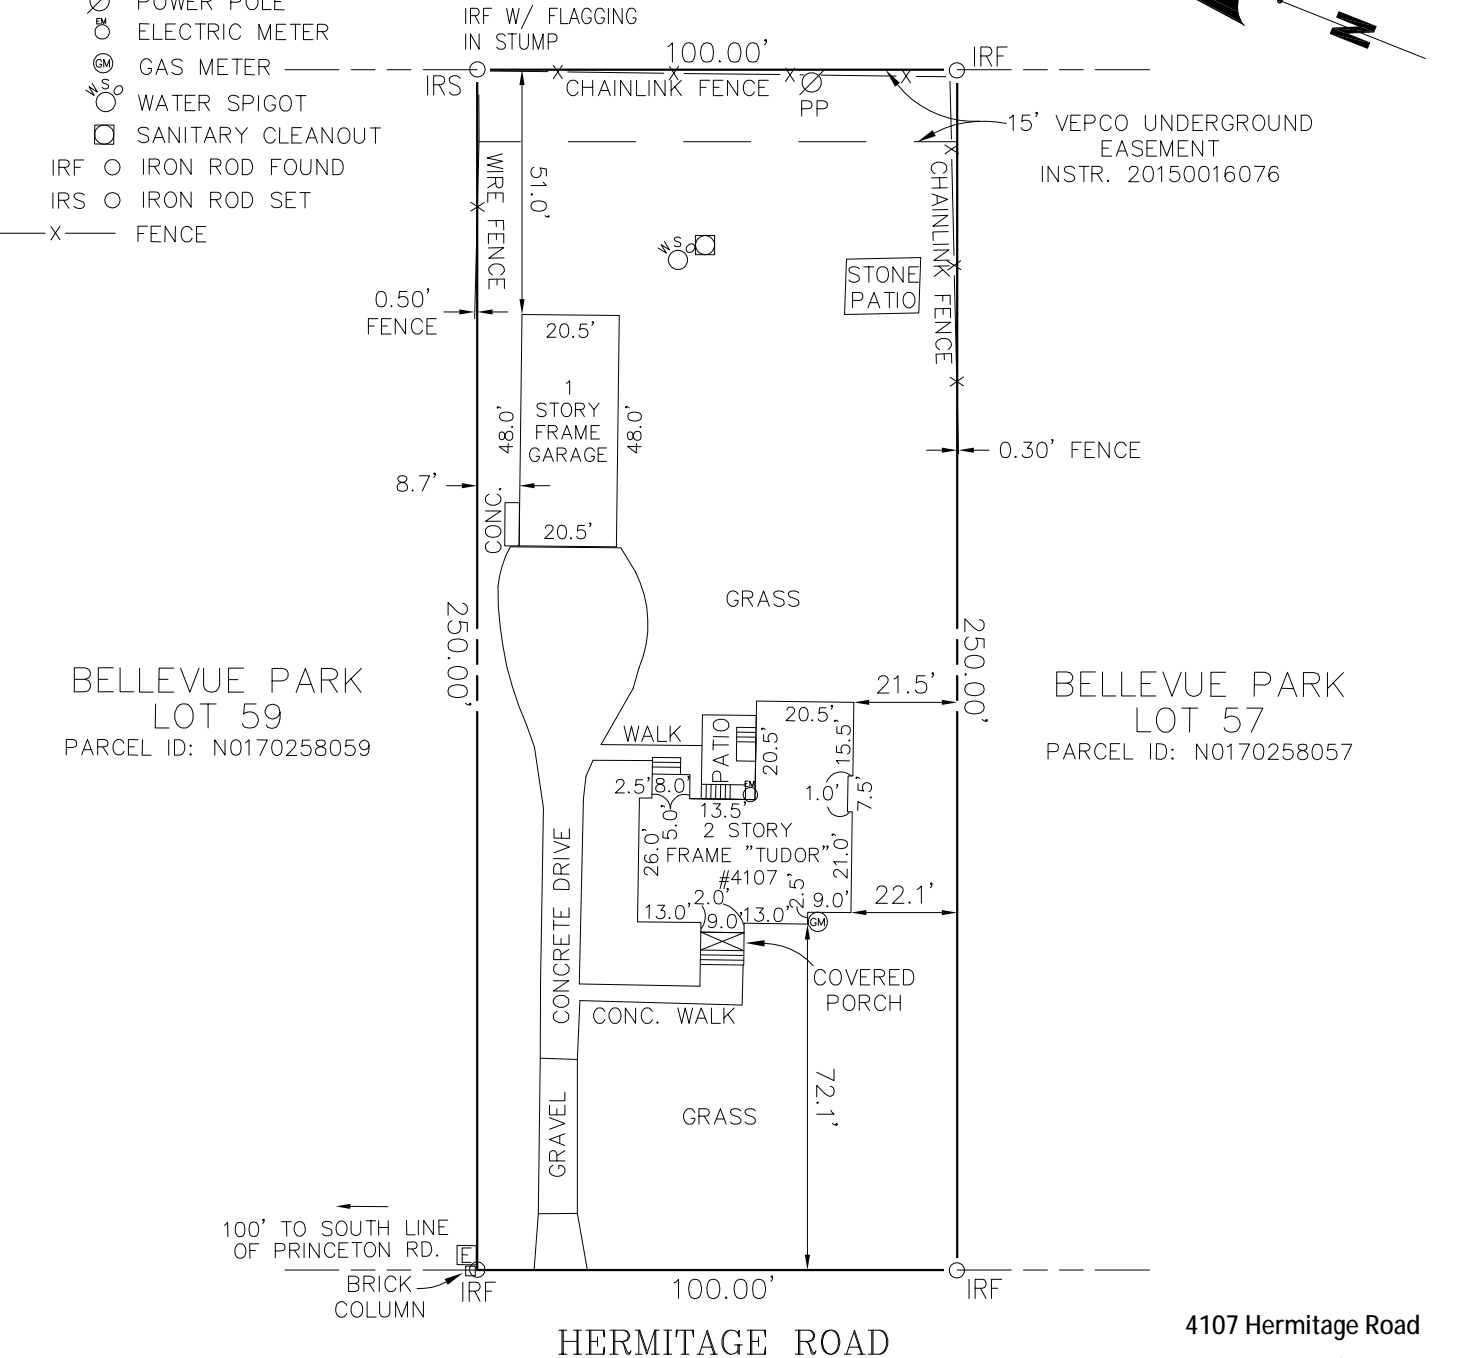 POWER POLE
EM
ELECTRIC METER
GM
GAS METER
WSO
WATER SPIGOT
SANITARY CLEANOUT
IRF IRON ROD FOUND
IRS IRON ROD SET
X FENCE
IRF W/ FLAGGING
IN STUMP
100.00'
IRF
IRS
CHAINLINK FENCE
PP
N
15' VEPCO UNDERGROUND
EASEMENT
INSTR. 20150016076
WIRE FENCE
51.0'
CHAINLINK FENCE
WSO
STONE
PATIO
0.50'
FENCE
20.5'
1
STORY
FRAME
GARAGE
48.0'
48.0'
0.30' FENCE
8.7'
CONC.
20.5'
GRASS
250.00'
250.00'
BELLEVUE PARK
LOT 59
PARCEL ID: N0170258059
BELLEVUE PARK
LOT 57
PARCEL ID: N0170258057
21.5'
20.5'
WALK
PATIO
20.5'
15.5'
2.5'
8.0'
EM
1.0'
7.5'
13.5'
5.0'
26.0'
2 STORY
FRAME "TUDOR"
#4107
21.0'
2.0'
2.5'
9.0'
22.1'
13.0'
9.0'
13.0'
GM
CONCRETE DRIVE
COVERED
PORCH
CONC. WALK
72.1'
GRAVEL
GRASS
100' TO SOUTH LINE
OF PRINCETON RD.
E
BRICK
COLUMN
IRF
100.00'
IRF
HERMITAGE ROAD
4107 Hermitage Road